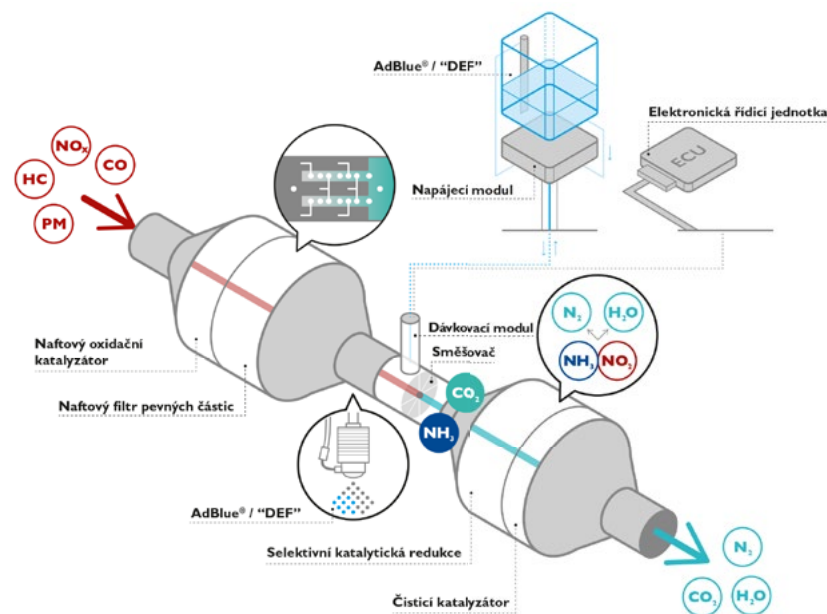 AdBlue® / “DEF”
Elektronická řídicí jednotka
ECU
Napájecí modul
NOx
CO
HC
PM
N2
H2O
NH3
NO2
Dávkovací modul
Směšovač
CO2
NH3
Naftový oxidační
katalyzátor
Naftový filtr pevných částic
AdBlue® / “DEF”
Selektivní katalytická redukce
Čisticí katalyzátor
N2
CO2
H2O